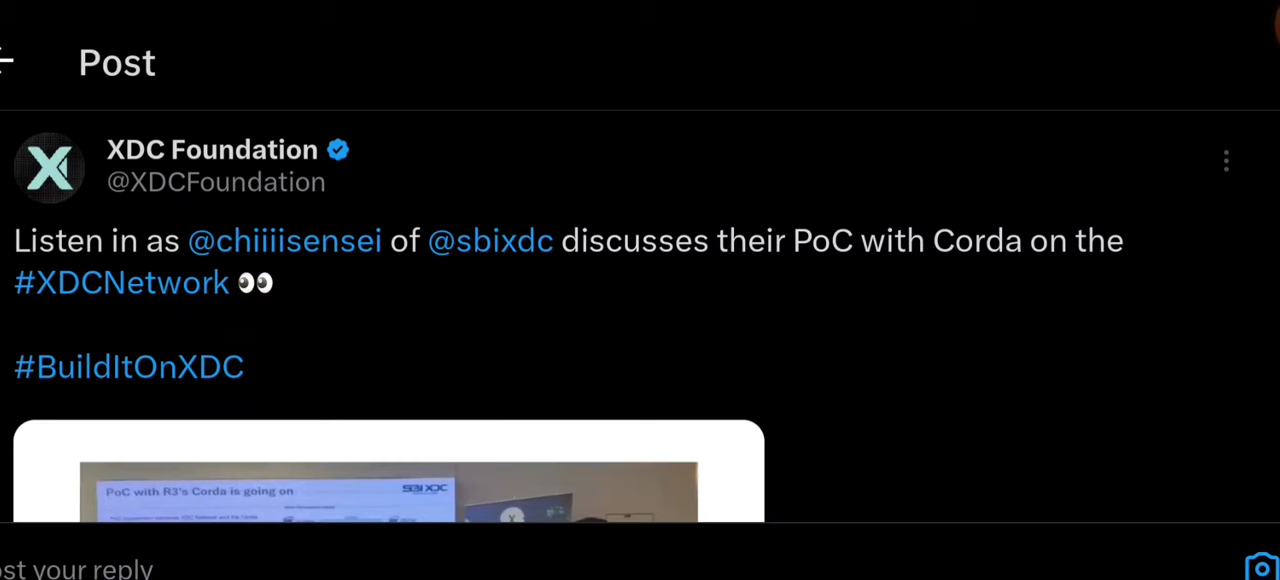 Post
XDC Foundation
@XDCFoundation
Listen in as @chiiiisensei of @sbixdc discusses their PoC with Corda on the
#XDCNetwork 👀
#BuildItOnXDC
PoC with R3's Corda is going on
SBI XDC
ost your reply